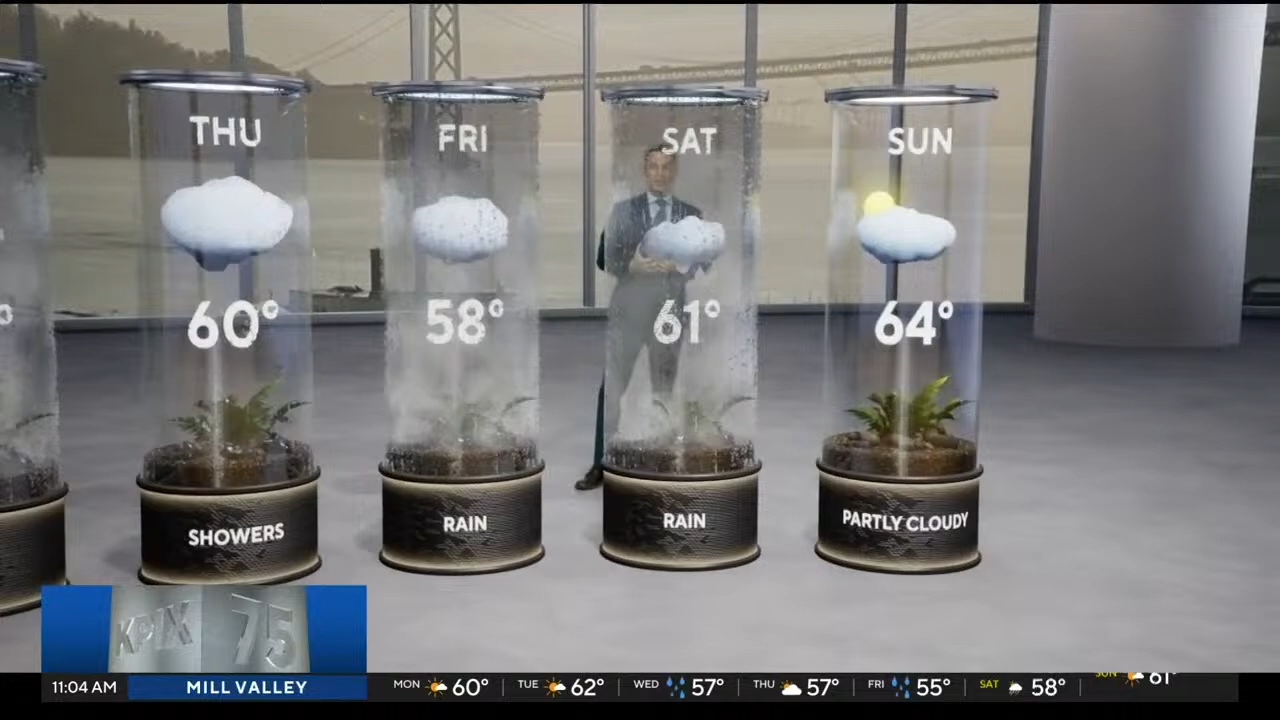 THU
FRI
SAT
SUN
60°
58°
61°
64°
SHOWERS
RAIN
RAIN
PARTLY CLOUDY
KPIX 75
11:04 AM
MILL VALLEY
MON 60°
TUE 62°
WED 57°
THU 57°
FRI 55°
SAT 58°
SUN 61°